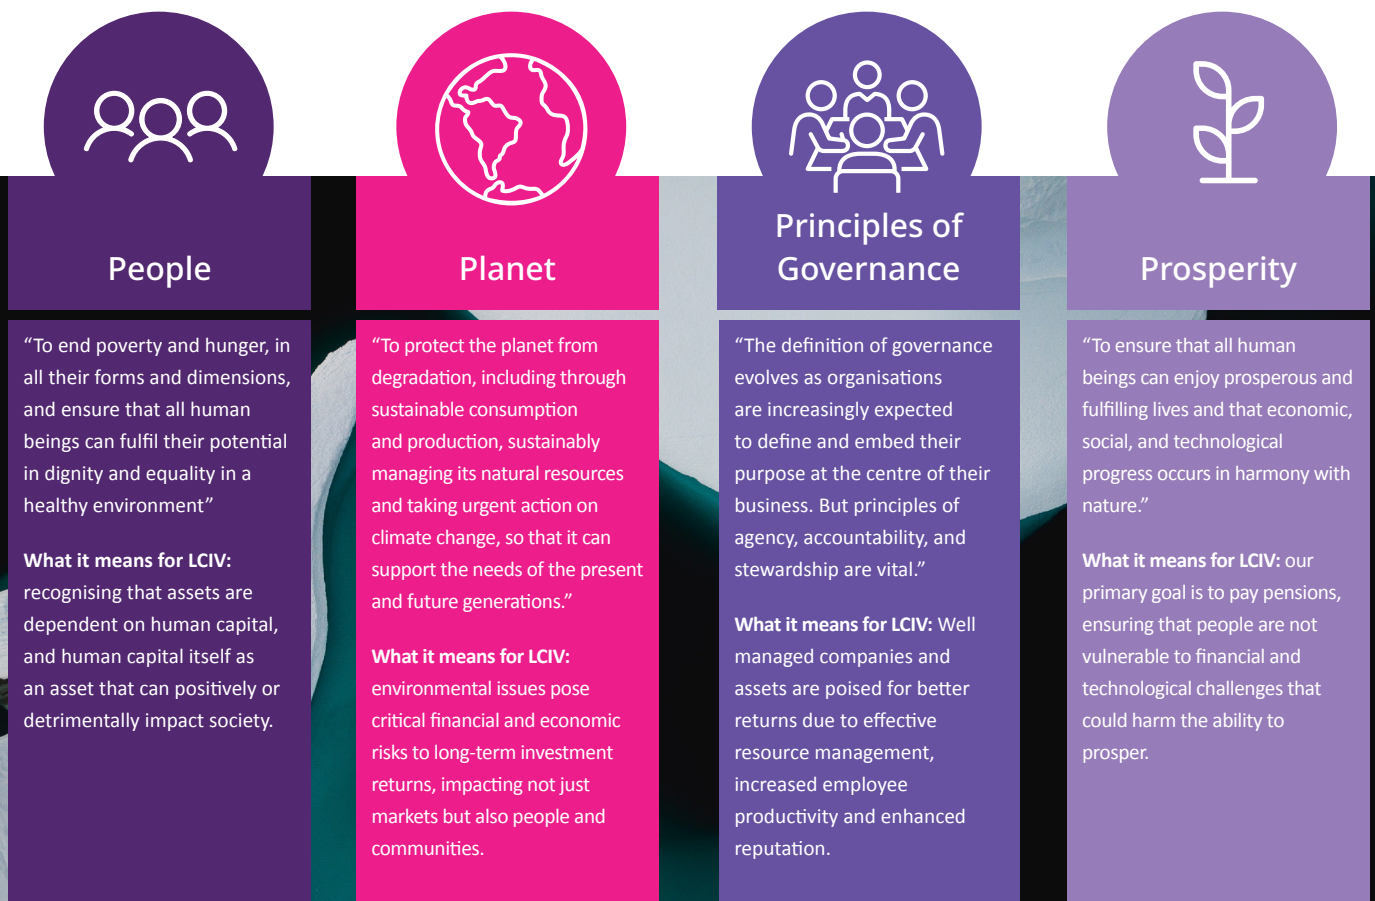 People
“To end poverty and hunger, in
all their forms and dimensions,
and ensure that all human
beings can fulfil their potential
in dignity and equality in a
healthy environment”
What it means for LCIV:
recognising that assets are
dependent on human capital,
and human capital itself as
an asset that can positively or
detrimentally impact society.
Planet
“To protect the planet from
degradation, including through
sustainable consumption
and production, sustainably
managing its natural resources
and taking urgent action on
climate change, so that it can
support the needs of the present
and future generations.”
What it means for LCIV:
environmental issues pose
critical financial and economic
risks to long-term investment
returns, impacting not just
markets but also people and
communities.
Principles of
Governance
“The definition of governance
evolves as organisations
are increasingly expected
to define and embed their
purpose at the centre of their
business. But principles of
agency, accountability, and
stewardship are vital.”
What it means for LCIV: Well
managed companies and
assets are poised for better
returns due to effective
resource management,
increased employee
productivity and enhanced
reputation.
Prosperity
“To ensure that all human
beings can enjoy prosperous and
fulfilling lives and that economic,
social, and technological
progress occurs in harmony with
nature.”
What it means for LCIV: our
primary goal is to pay pensions,
ensuring that people are not
vulnerable to financial and
technological challenges that
could harm the ability to
prosper.